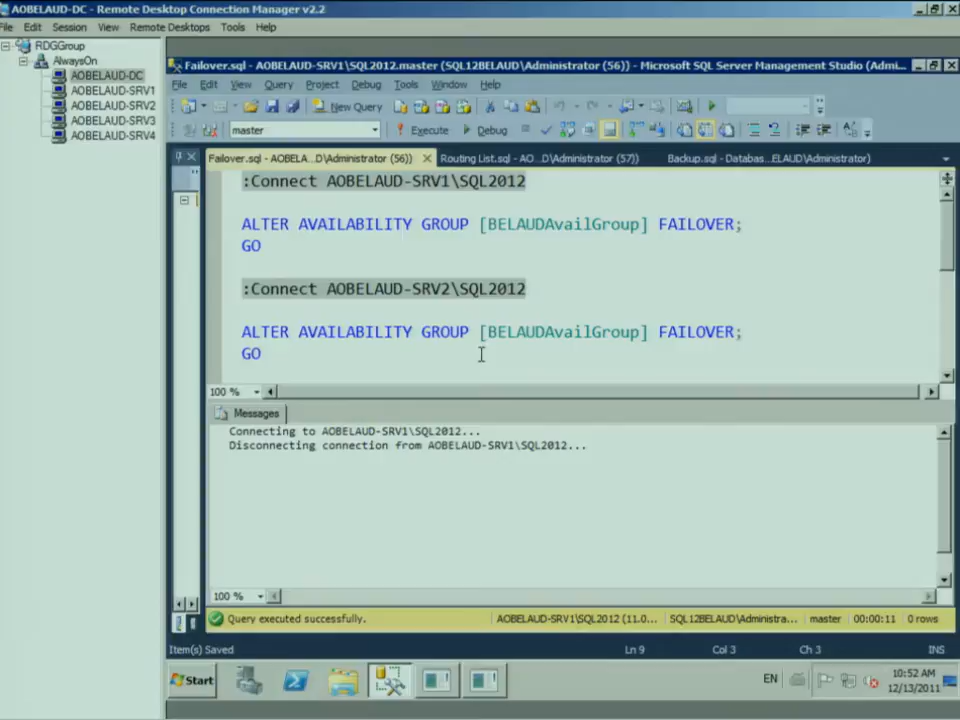 AOBELAUD-DC - Remote Desktop Connection Manager v2.2
File Edit Session View Remote Desktops Tools Help
RDGGroup
AlwaysOn
AOBELAUD-DC
AOBELAUD-SRV1
AOBELAUD-SRV2
AOBELAUD-SRV3
AOBELAUD-SRV4
Failover.sql - AOBELAUD-SRV1\SQL2012.master (SQL12BELAUD\Administrator (56)) - Microsoft SQL Server Management Studio (Admi...
File Edit View Query Project Debug Tools Window Help
New Query
master Execute Debug
Failover.sql - AOBELA...D\Administrator (56)) Routing List.sql - AO...D\Administrator (57)) Backup.sql - Databas...ELAUD\Administrator)
:Connect AOBELAUD-SRV1\SQL2012
ALTER AVAILABILITY GROUP [BELAUDAvailGroup] FAILOVER;
GO
:Connect AOBELAUD-SRV2\SQL2012
ALTER AVAILABILITY GROUP [BELAUDAvailGroup] FAILOVER;
GO
100 %
Messages
Connecting to AOBELAUD-SRV1\SQL2012...
Disconnecting connection from AOBELAUD-SRV1\SQL2012...
100 %
Query executed successfully. AOBELAUD-SRV1\SQL2012 (11.0... SQL12BELAUD\Administra... master 00:00:11 0 rows
Item(s) Saved Ln 9 Col 3 Ch 3 INS
Start EN 10:52 AM
12/13/2011